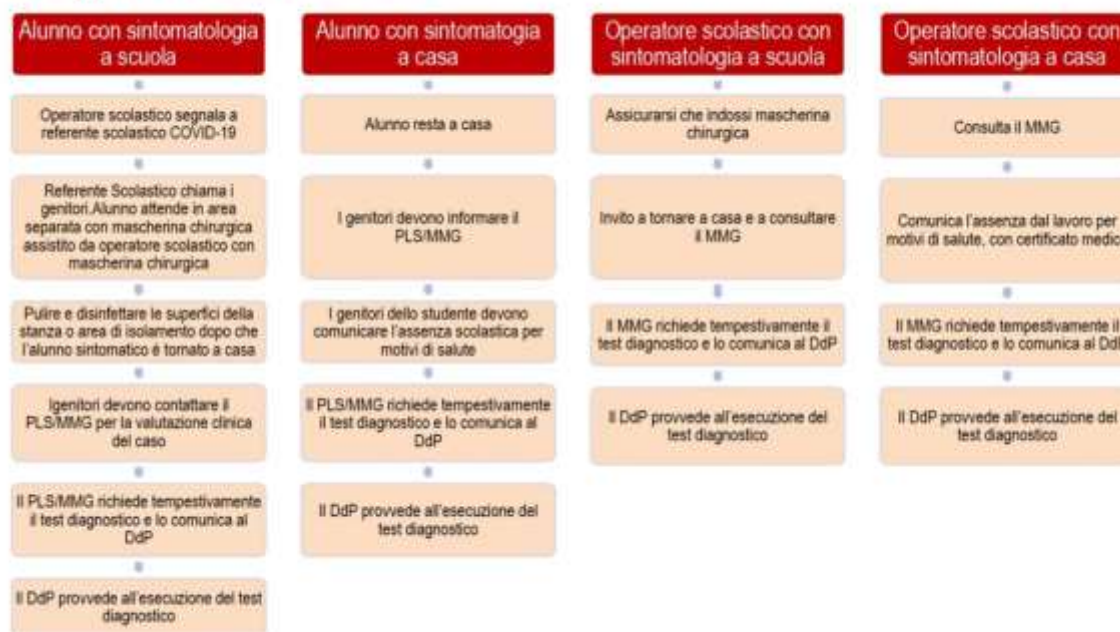 Alunno con sintomatologia
a scuola
Operatore scolastico segnala a
referente scolastico COVID-19
Referente Scolastico chiama i
genitori.Alunno attende in area
separata con mascherina chirurgica
assistito da operatore scolastico con
mascherina chirurgica
Pulire e disinfettare le superfici della
stanza o area di isolamento dopo che
l'alunno sintomatico è tornato a casa
Igenitori devono contattare il
PLS/MMG per la valutazione clinica
del caso
Il PLS/MMG richiede tempestivamente
il test diagnostico e lo comunica al
DdP
Il DdP provvede all'esecuzione del test
diagnostico
Alunno con sintomatogia
a casa
Alunno resta a casa
I genitori devono informare il
PLS/MMG
I genitori dello studente devono
comunicare l'assenza scolastica per
motivi di salute
Il PLS/MMG richiede tempestivamente
il test diagnostico e lo comunica al
DdP
Il DdP provvede all'esecuzione del
test diagnostico
Operatore scolastico con
sintomatologia a scuola
Assicurarsi che indossi mascherina
chirurgica
Invito a tornare a casa e a consultare
il MMG
Il MMG richiede tempestivamente il
test diagnostico e lo comunica al DdP
Il DdP provvede all'esecuzione del
test diagnostico
Operatore scolastico con
sintomatologia a casa
Consulta il MMG
Comunica l'assenza dal lavoro per
motivi di salute, con certificato medic
Il MMG richiede tempestivamente il
test diagnostico e lo comunica al Dd
Il DdP provvede all'esecuzione del
test diagnostico